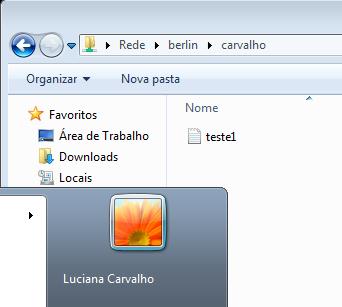 Rede berlin carvalho
Organizar Nova pasta
Nome
Favoritos
Área de Trabalho
Downloads
Locais
teste1
Luciana Carvalho